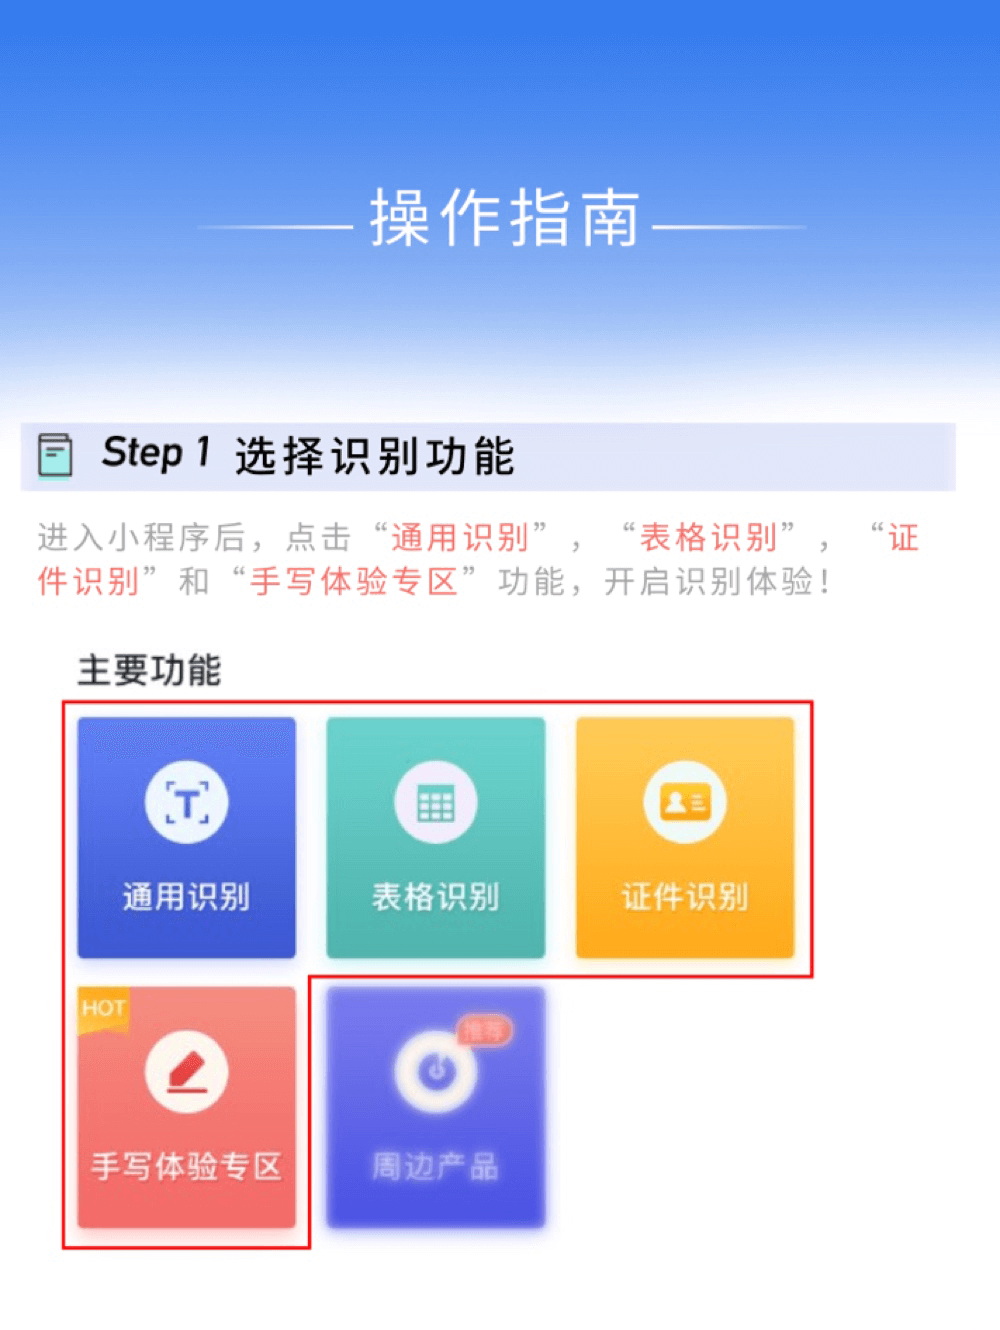 操作指南
Step 1 选择识别功能
进入小程序后，点击“通用识别”，“表格识别”，“证
件识别”和“手写体验专区”功能，开启识别体验！
主要功能
通用识别
表格识别
证件识别
HOT
手写体验专区
推荐
周边产品